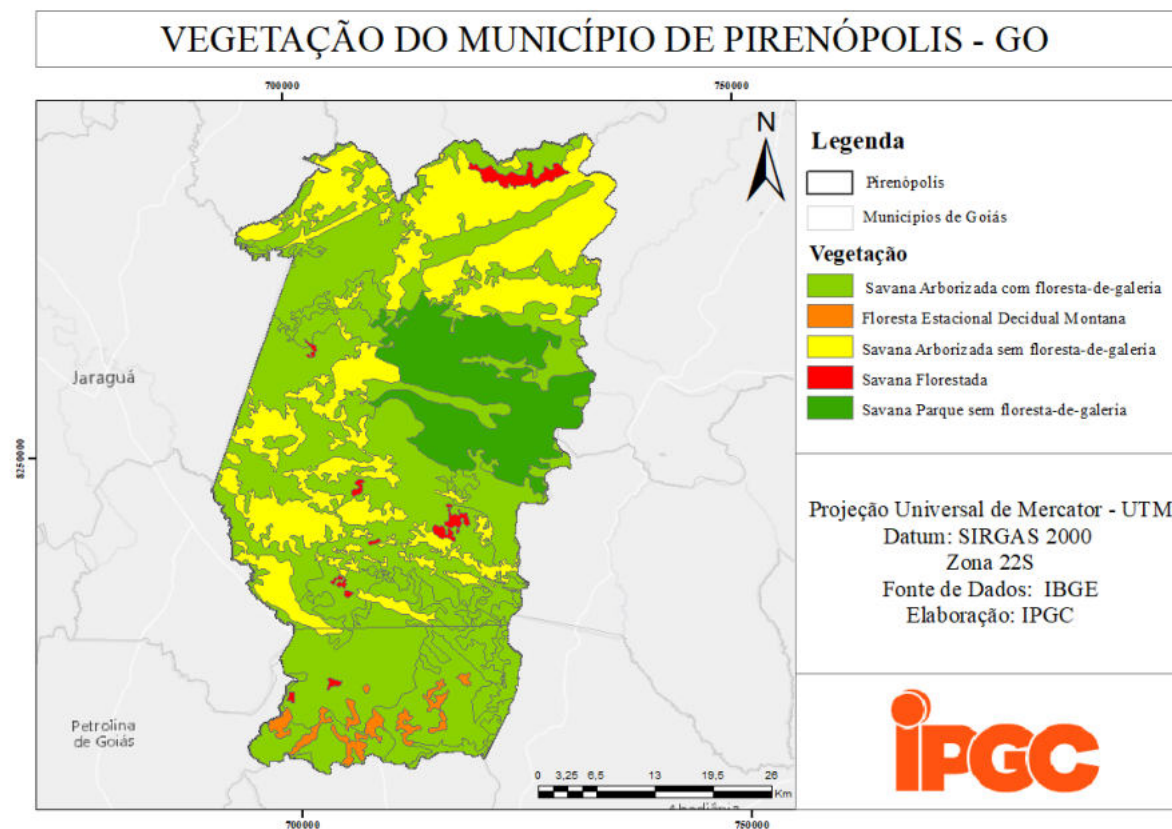 VEGETAÇÃO DO MUNICÍPIO DE PIRENÓPOLIS - GO
700000
750000
N
Jaraguá
8250000
Petrolina
de Goiás
0 3,25 6,5 13 19,5 26
Km
700000
750000
Legenda
Pirenópolis
Municípios de Goiás
Vegetação
Savana Arborizada com floresta-de-galeria
Floresta Estacional Decidual Montana
Savana Arborizada sem floresta-de-galeria
Savana Florestada
Savana Parque sem floresta-de-galeria
Projeção Universal de Mercator - UTM
Datum: SIRGAS 2000
Zona 22S
Fonte de Dados: IBGE
Elaboração: IPGC
iPGC